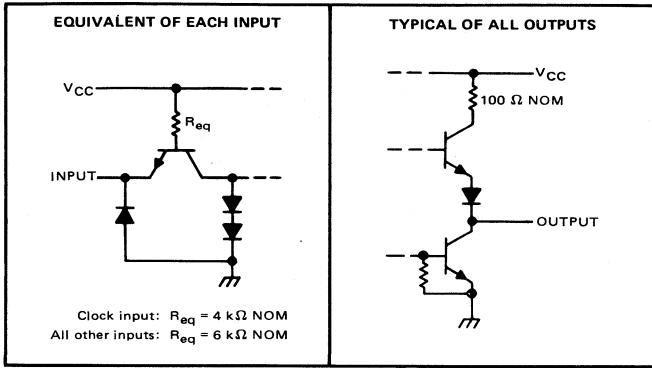 EQUIVALENT OF EACH INPUT
VCC
Req
INPUT
Clock input: Req = 4 kΩ NOM
All other inputs: Req = 6 kΩ NOM
TYPICAL OF ALL OUTPUTS
VCC
100 Ω NOM
OUTPUT